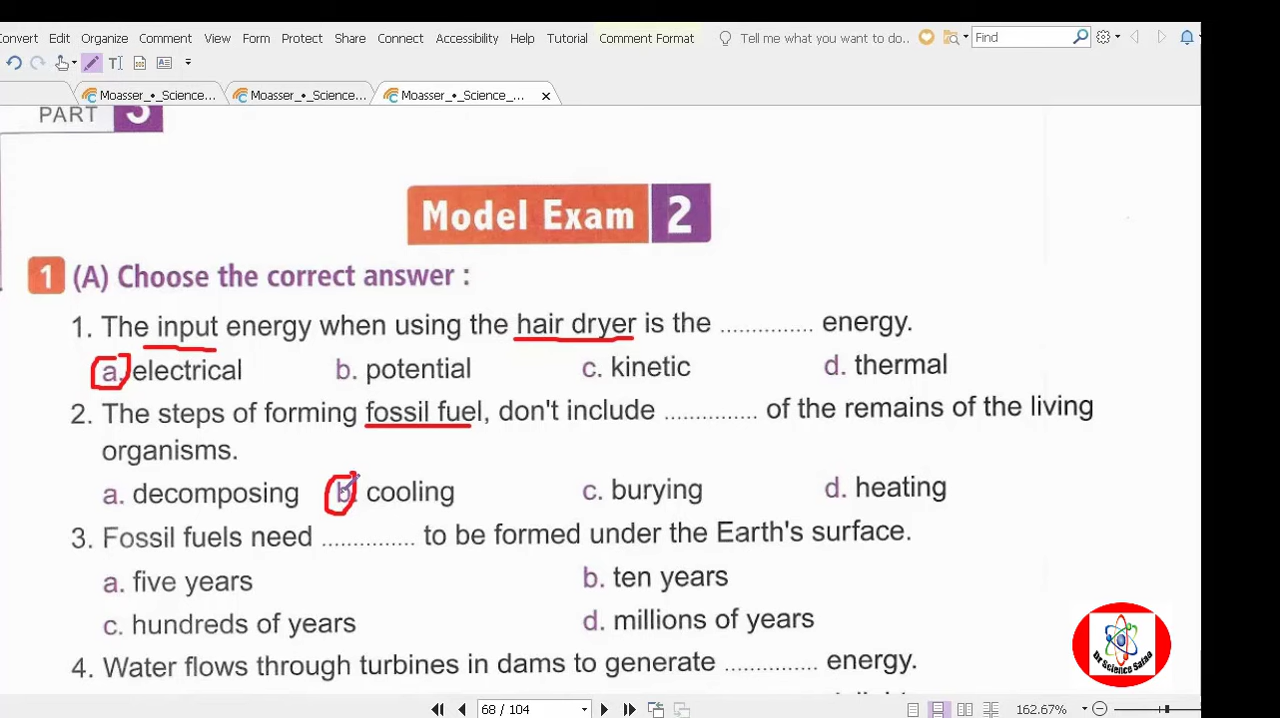 Convert Edit Organize Comment View Form Protect Share Connect Accessibility Help Tutorial Comment Format Tell me what you want to do.. Find
Moasser_•_Science... Moasser_•_Science... Moasser_•_Science_...
PART 3
Model Exam 2
1 (A) Choose the correct answer :
1. The input energy when using the hair dryer is the .............. energy.
a. electrical b. potential c. kinetic d. thermal
2. The steps of forming fossil fuel, don't include .............. of the remains of the living
organisms.
a. decomposing b. cooling c. burying d. heating
3. Fossil fuels need .............. to be formed under the Earth's surface.
a. five years b. ten years
c. hundreds of years d. millions of years
4. Water flows through turbines in dams to generate .............. energy.
Dr Science Safaa
68 / 104 162.67%